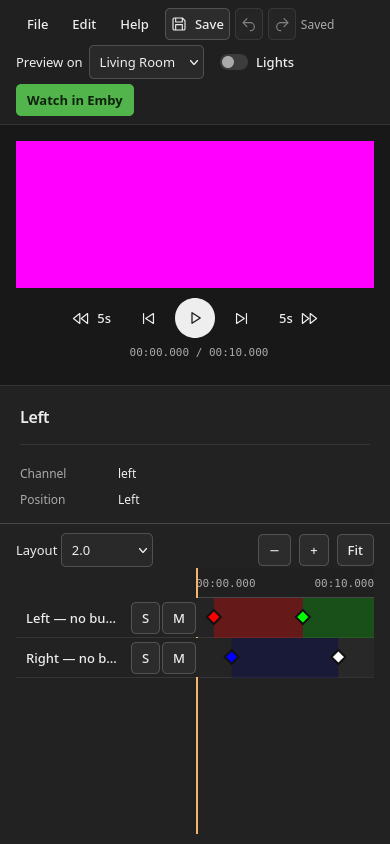 File Edit Help Save Saved
Preview on Living Room Lights
Watch in Emby
5s 5s
00:00.000 / 00:10.000
Left
Channel left
Position Left
Layout 2.0 − + Fit
00:00.000 00:10.000
Left — no bu... S M
Right — no b... S M